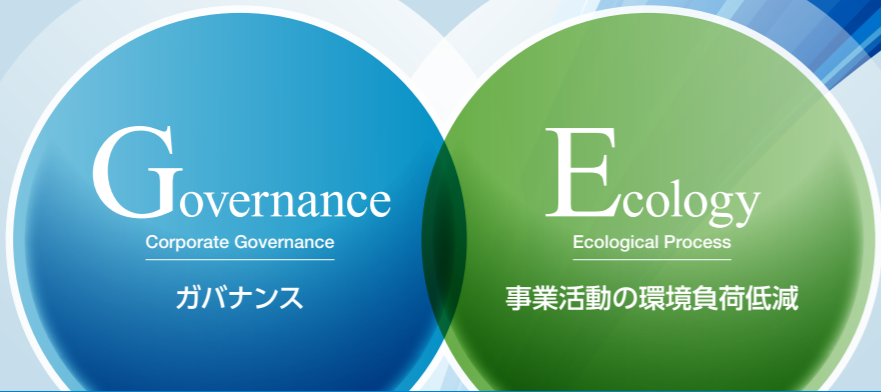 Governance
Corporate Governance
ガバナンス
Ecology
Ecological Process
事業活動の環境負荷低減